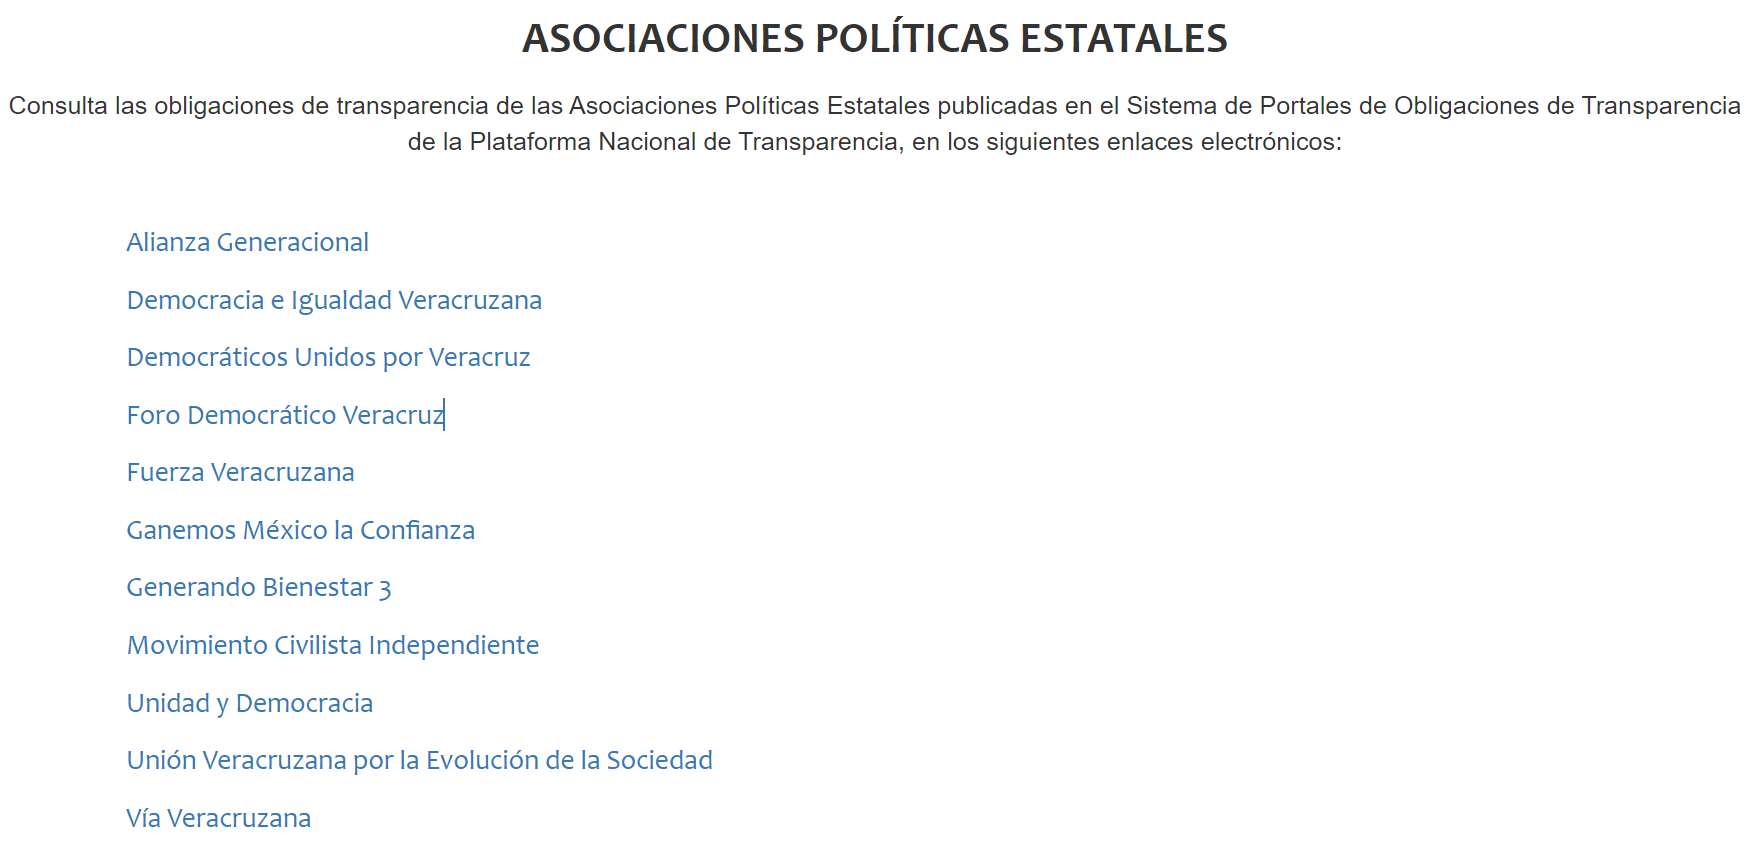 ASOCIACIONES POLÍTICAS ESTATALES
Consulta las obligaciones de transparencia de las Asociaciones Políticas Estatales publicadas en el Sistema de Portales de Obligaciones de Transparencia
de la Plataforma Nacional de Transparencia, en los siguientes enlaces electrónicos:
Alianza Generacional
Democracia e Igualdad Veracruzana
Democráticos Unidos por Veracruz
Foro Democrático Veracruz
Fuerza Veracruzana
Ganemos México la Confianza
Generando Bienestar 3
Movimiento Civilista Independiente
Unidad y Democracia
Unión Veracruzana por la Evolución de la Sociedad
Vía Veracruzana